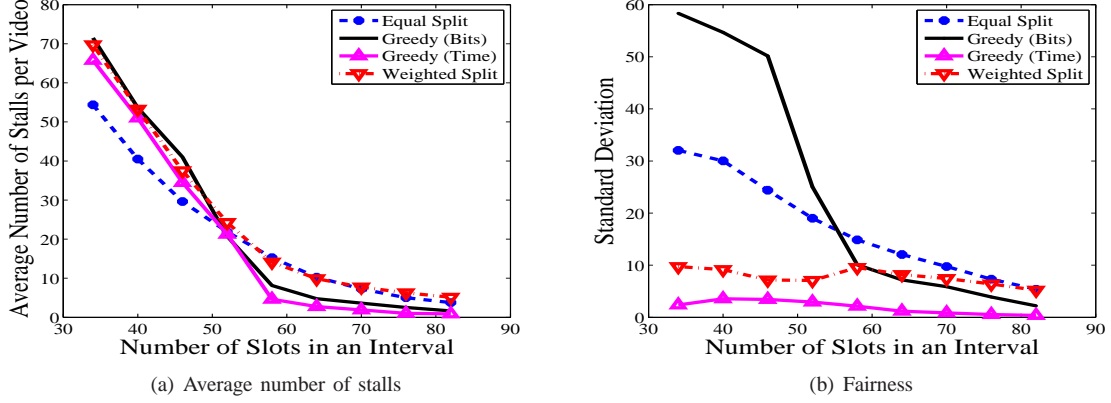 80
70
60
50
40
30
20
10
0
30
40
50
60
70
80
90
Average Number of Stalls per Video
Number of Slots in an Interval
Equal Split
Greedy (Bits)
Greedy (Time)
Weighted Split
(a) Average number of stalls
60
50
40
30
20
10
0
30
40
50
60
70
80
90
Standard Deviation
Number of Slots in an Interval
Equal Split
Greedy (Bits)
Greedy (Time)
Weighted Split
(b) Fairness